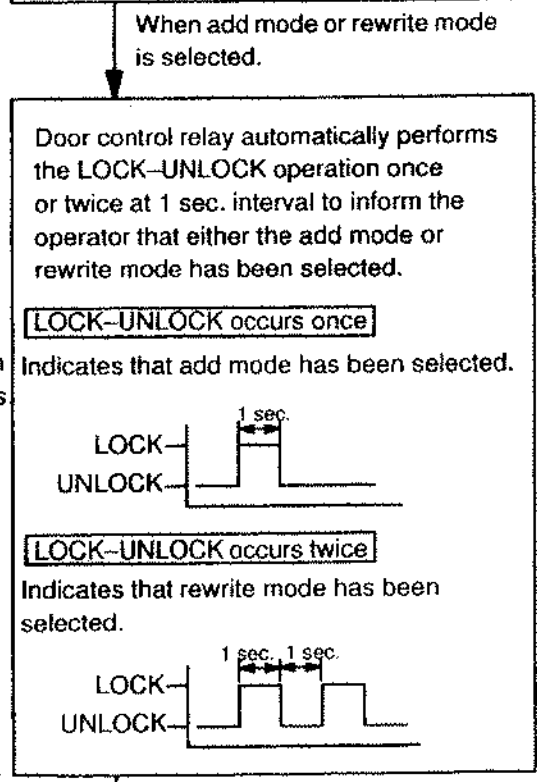 When add mode or rewrite mode
is selected.
Door control relay automatically performs
the LOCK–UNLOCK operation once
or twice at 1 sec. interval to inform the
operator that either the add mode or
rewrite mode has been selected.
LOCK–UNLOCK occurs once
Indicates that add mode has been selected.
1 sec.
LOCK
UNLOCK
LOCK–UNLOCK occurs twice
Indicates that rewrite mode has been
selected.
1 sec. 1 sec.
LOCK
UNLOCK